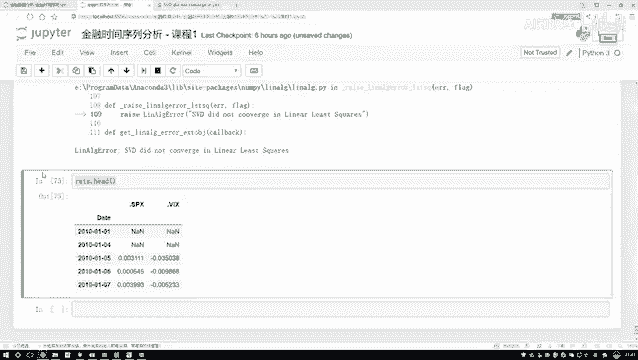 jupyter 金融时间序列分析 - 课程1 Last Checkpoint: 6 hours ago (unsaved changes)
File Edit View Insert Cell Kernel Widgets Help
Not Trusted Python 3
Code
e:\ProgramData\Anaconda3\lib\site-packages\numpy\linalg\linalg.py in _raise_linalgerror_lstsq(err, flag)
107
108 def _raise_linalgerror_lstsq(err, flag):
--> 109 raise LinAlgError("SVD did not converge in Linear Least Squares")
110
111 def get_linalg_error_extobj(callback):
LinAlgError: SVD did not converge in Linear Least Squares
In [75]: rets.head()
Out[75]:
.SPX .VIX
Date
2010-01-01 NaN NaN
2010-01-04 NaN NaN
2010-01-05 0.003111 -0.035038
2010-01-06 0.000545 -0.009868
2010-01-07 0.003993 -0.005233
In [ ]: